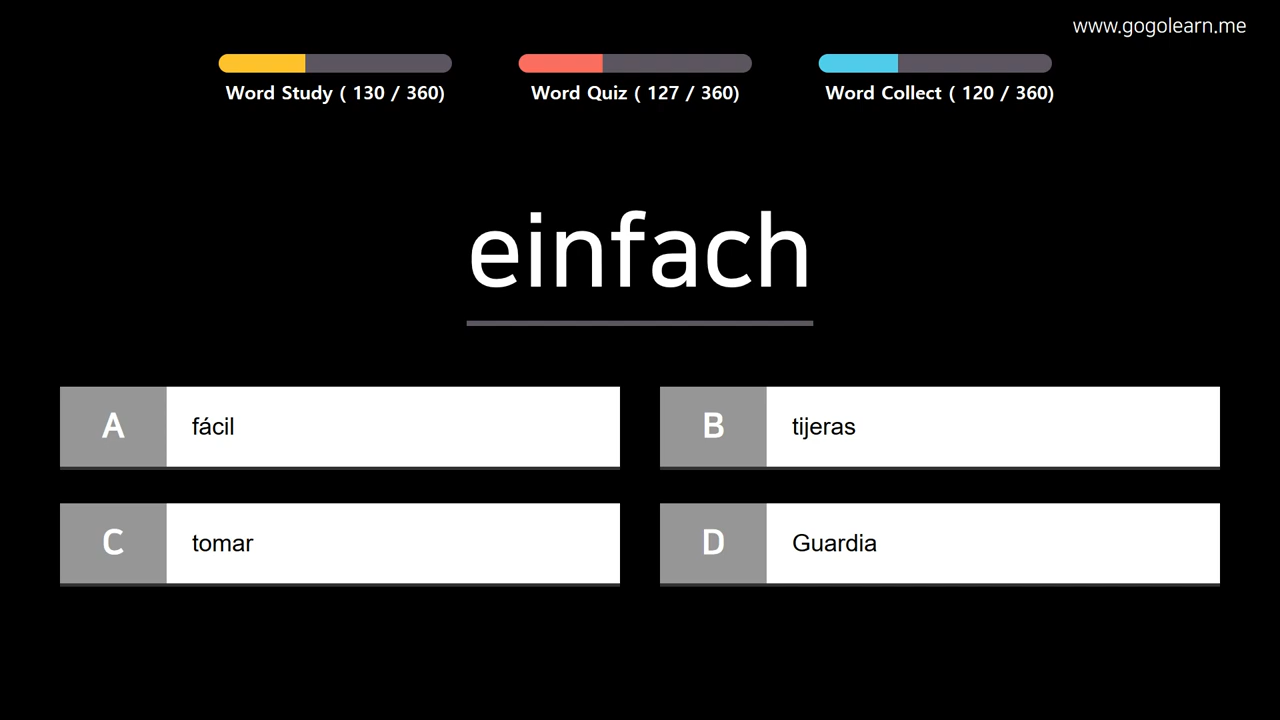 www.gogolearn.me
Word Study ( 130 / 360)
Word Quiz ( 127 / 360)
Word Collect ( 120 / 360)
einfach
A fácil
B tijeras
C tomar
D Guardia